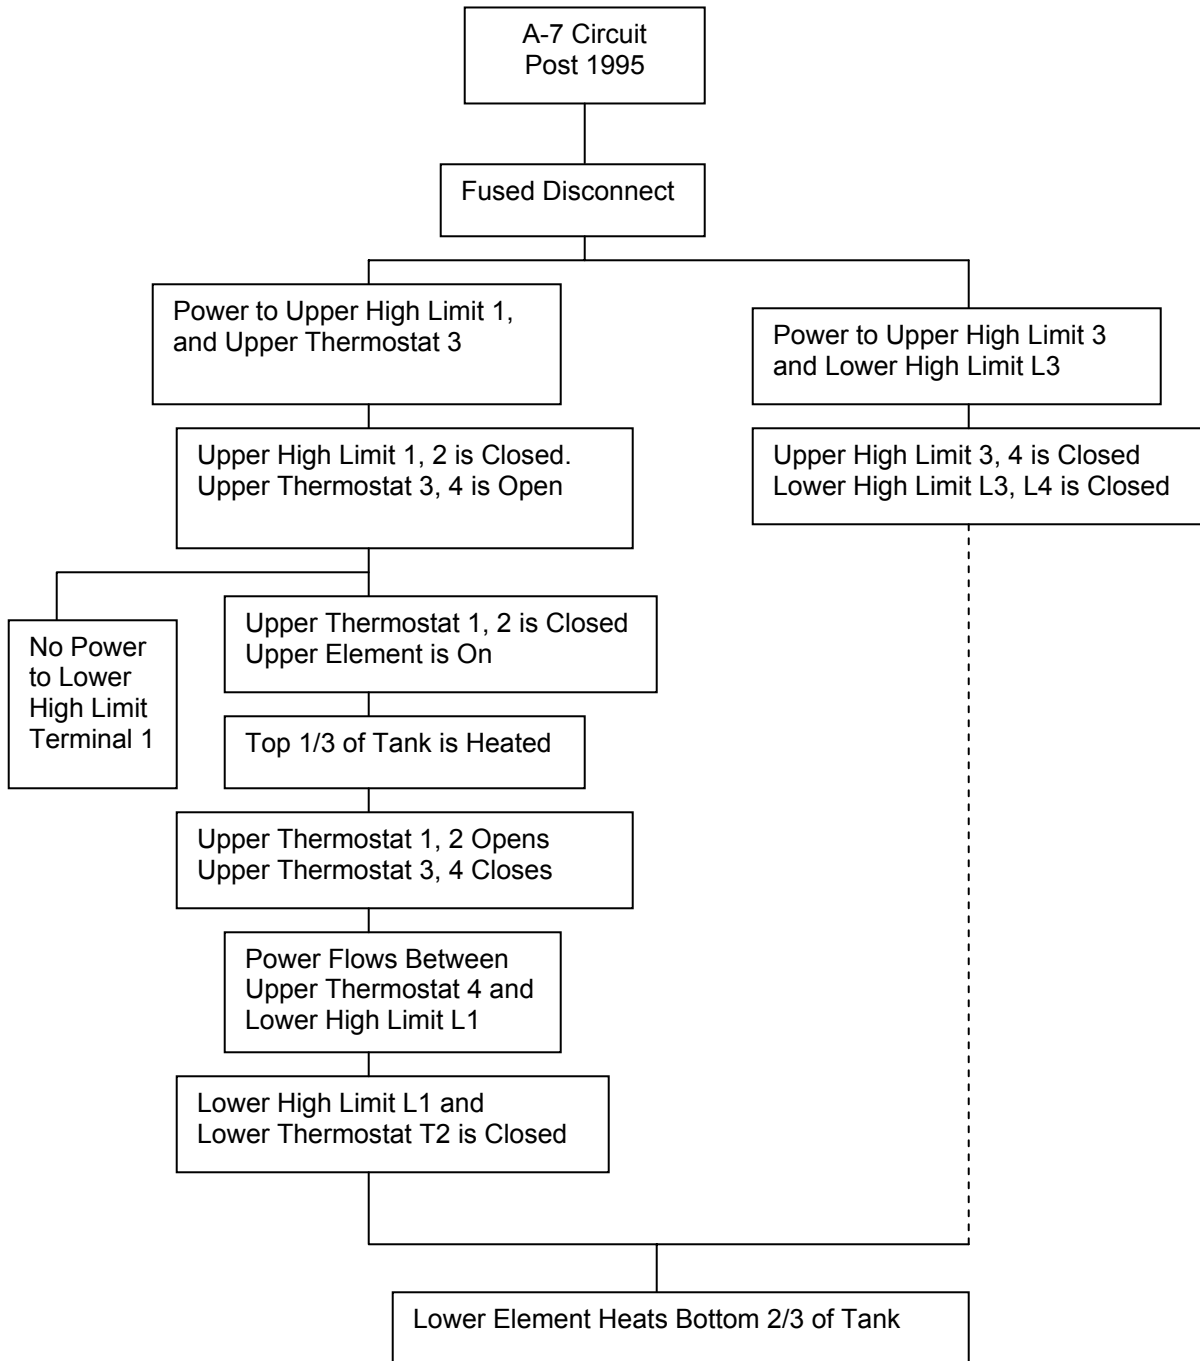 A-7 Circuit
Post 1995
Fused Disconnect
Power to Upper High Limit 1,
and Upper Thermostat 3
Power to Upper High Limit 3
and Lower High Limit L3
Upper High Limit 1, 2 is Closed.
Upper Thermostat 3, 4 is Open
Upper High Limit 3, 4 is Closed
Lower High Limit L3, L4 is Closed
No Power
to Lower
High Limit
Terminal 1
Upper Thermostat 1, 2 is Closed
Upper Element is On
Top 1/3 of Tank is Heated
Upper Thermostat 1, 2 Opens
Upper Thermostat 3, 4 Closes
Power Flows Between
Upper Thermostat 4 and
Lower High Limit L1
Lower High Limit L1 and
Lower Thermostat T2 is Closed
Lower Element Heats Bottom 2/3 of Tank